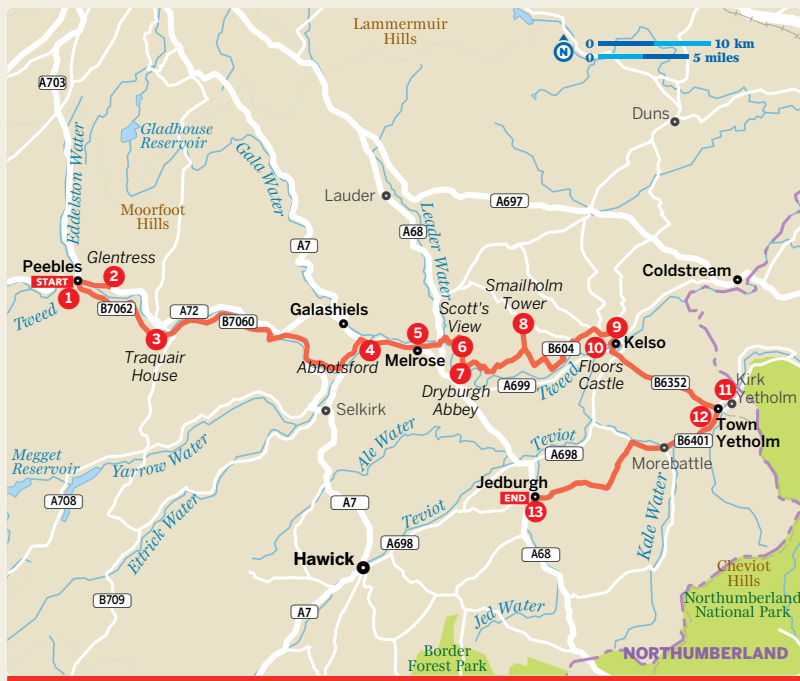 Lammermuir
Hills
0
10 km
N
0
5 miles
A703
Duns
Gladhouse
Reservoir
Eddelston Water
Gala Water
Lauder
A697
Moorfoot
Hills
Leader Water
A68
A7
Glentress
Peebles
START
2
1
Tweed
B7062
Coldstream
Smailholm
Tower
A72
B7060
Galashiels
Scott's
View
3
Traquair
House
5
6
8
9
Kelso
4
Melrose
10
B604
Abbotsford
7
A699
Tweed
Floors
Castle
B6352
Kirk
Yetholm
11
Dryburgh
Abbey
Selkirk
12
Town
Yetholm
B6401
Ale Water
Teviot
A698
Morebattle
Megget
Reservoir
Yarrow Water
A708
Jedburgh
END
13
Ettrick Water
A7
Teviot
Kale Water
A698
A68
Hawick
Cheviot
Hills
Northumberland
National Park
B709
A7
Jed Water
Border
Forest Park
NORTHUMBERLAND